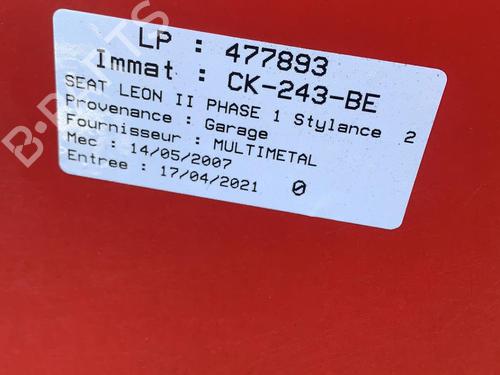 LP : 477893
Immat : CK-243-BE
SEAT LEON II PHASE 1 Stylance 2
Provenance : Garage
Fournisseur : MULTIMETAL
Mec : 14/05/2007
Entree : 17/04/2021 0
B-PARTS